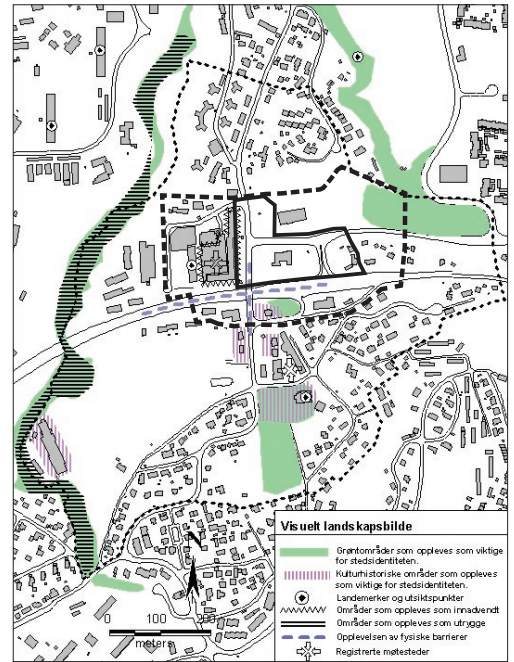 Visuelt landskapsbilde
Grøntområder som oppleves som viktige
for stedsidentiteten.
Kulturhistoriske områder som oppleves
som viktige for stedsidentiteten.
Landemerker og utsiktspunkter
Områder som oppleves som innadvendt
Områder som oppleves som utrygge
Opplevelsen av fysiske barrierer
Registrerte møtesteder
N
0 100 200
meters